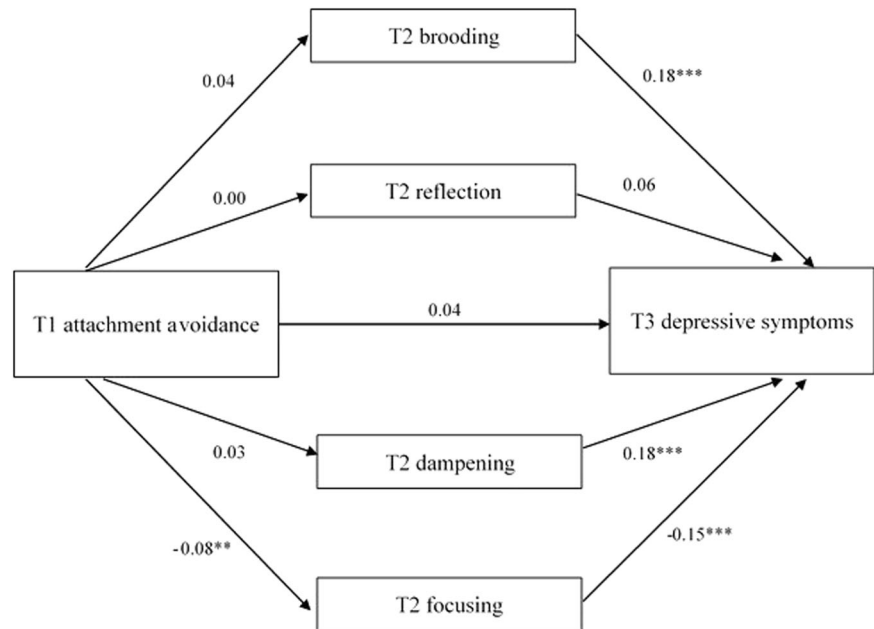 T2 brooding
0.04
0.18***
T2 reflection
0.00
0.06
T1 attachment avoidance
0.04
T3 depressive symptoms
0.03
T2 dampening
0.18***
-0.08**
-0.15***
T2 focusing